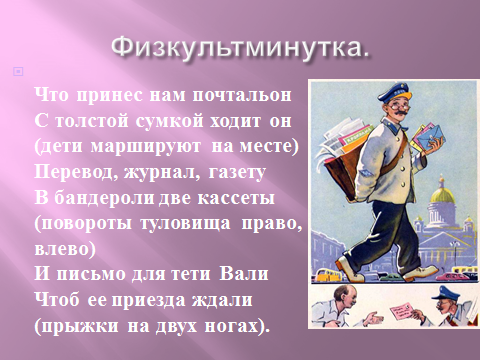 Физкультминутка.
Что принес нам почтальон
С толстой сумкой ходит он
(дети маршируют на месте)
Перевод, журнал, газету
В бандероли две кассеты
(повороты туловища право,
влево)
И письмо для тети Вали
Чтоб ее приезда ждали
(прыжки на двух ногах).